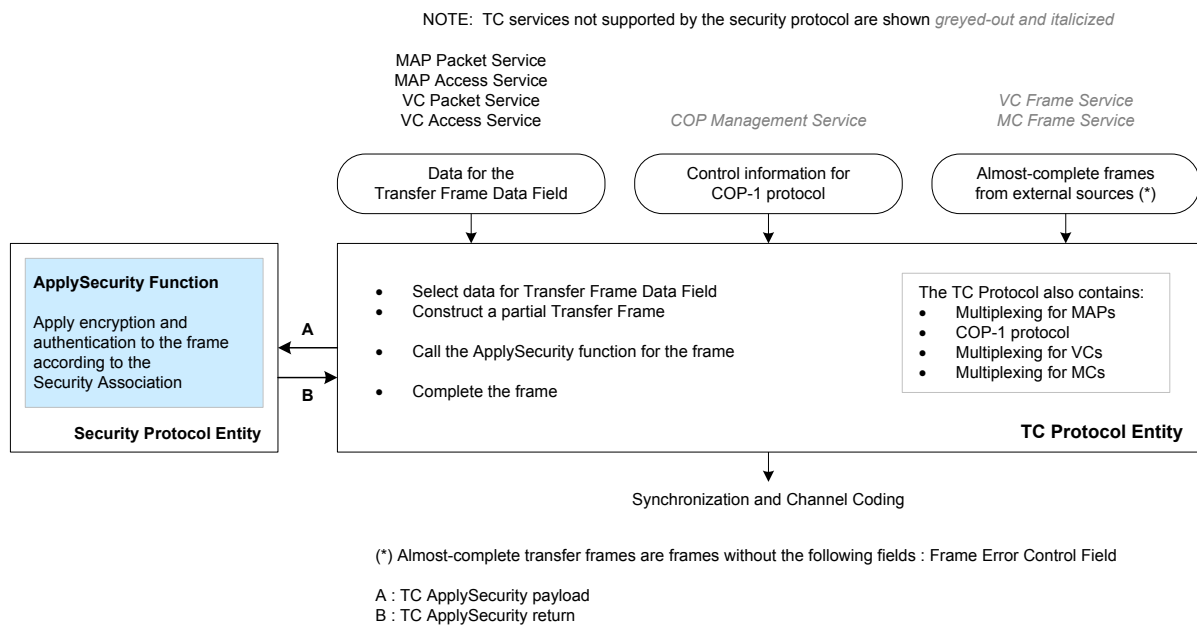 NOTE: TC services not supported by the security protocol are shown greyed-out and italicized
MAP Packet Service
MAP Access Service
VC Packet Service
VC Access Service
COP Management Service
VC Frame Service
MC Frame Service
Data for the
Transfer Frame Data Field
Control information for
COP-1 protocol
Almost-complete frames
from external sources (*)
ApplySecurity Function
Apply encryption and
authentication to the frame
according to the
Security Association
Security Protocol Entity
A
B
• Select data for Transfer Frame Data Field
• Construct a partial Transfer Frame
• Call the ApplySecurity function for the frame
• Complete the frame
The TC Protocol also contains:
• Multiplexing for MAPs
• COP-1 protocol
• Multiplexing for VCs
• Multiplexing for MCs
TC Protocol Entity
Synchronization and Channel Coding
(*) Almost-complete transfer frames are frames without the following fields : Frame Error Control Field
A : TC ApplySecurity payload
B : TC ApplySecurity return